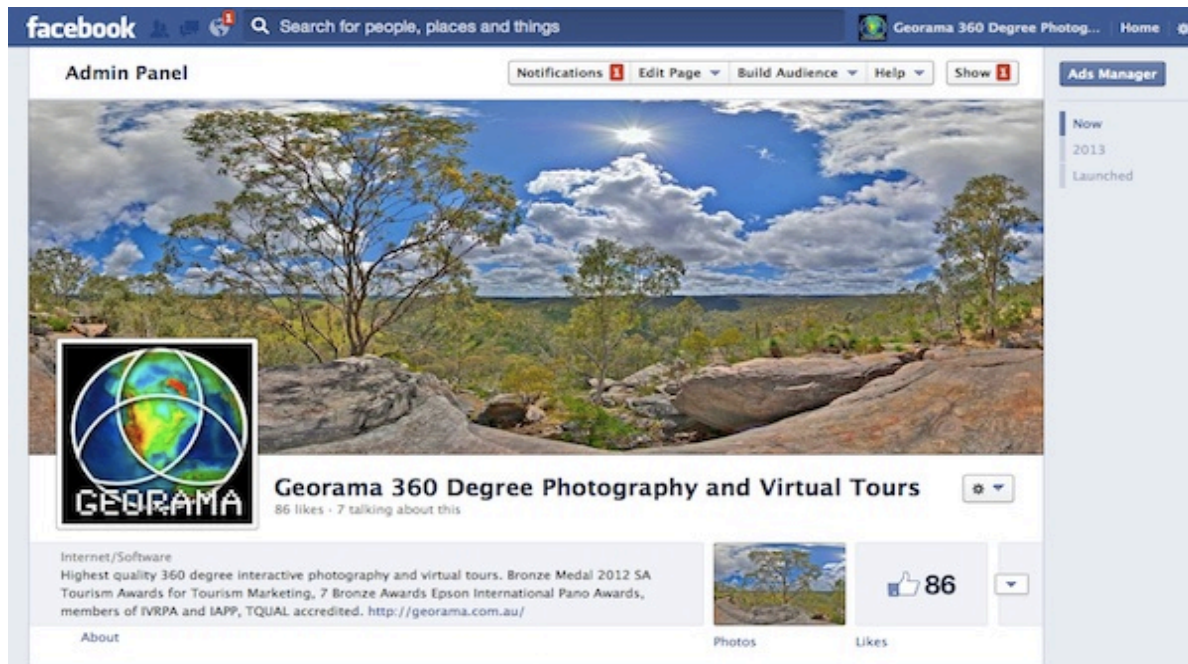 facebook 1 Search for people, places and things Georama 360 Degree Photog... Home
Admin Panel Notifications 1 Edit Page Build Audience Help Show 1 Ads Manager
Now
2013
Launched
GEORAMA
Georama 360 Degree Photography and Virtual Tours
86 likes · 7 talking about this
Internet/Software
Highest quality 360 degree interactive photography and virtual tours. Bronze Medal 2012 SA
Tourism Awards for Tourism Marketing, 7 Bronze Awards Epson International Pano Awards,
members of IVRPA and IAPP, TQUAL accredited. http://georama.com.au/
86
About Photos Likes